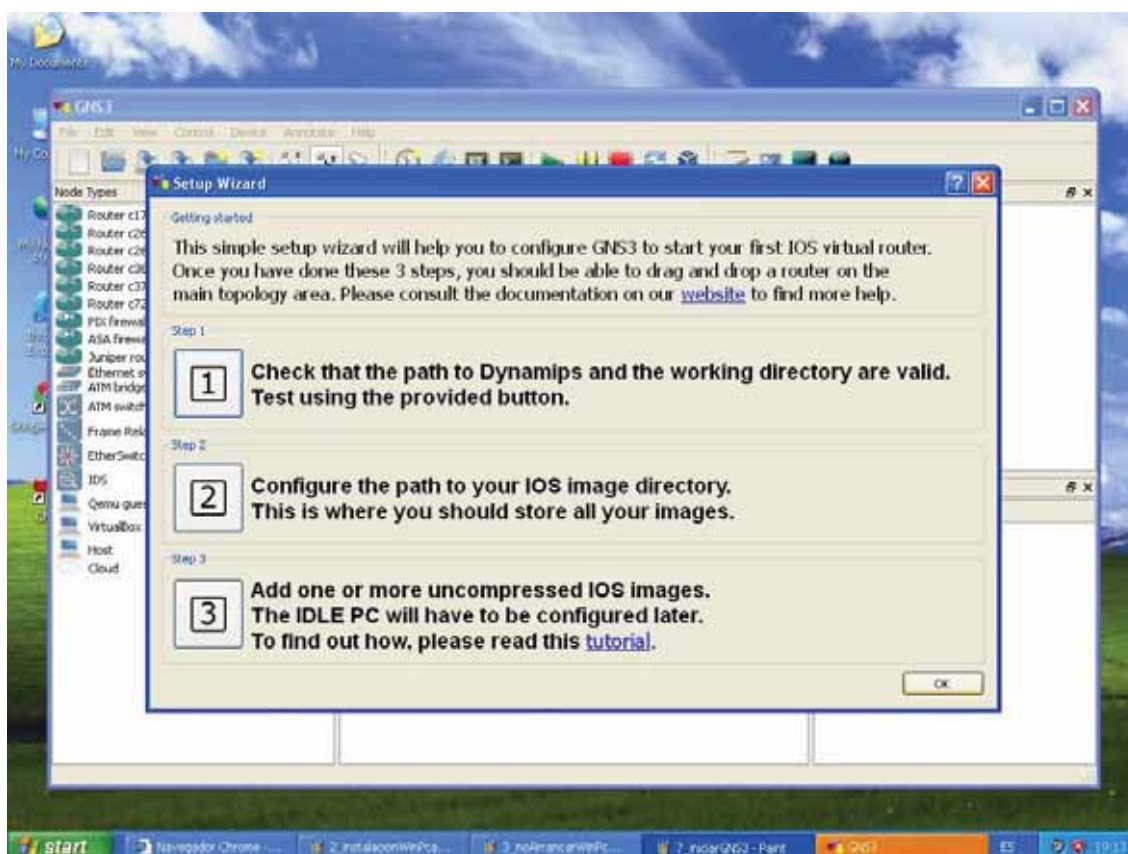 My Documents
GNS3
File Edit View Control Device Annotate Help
Setup Wizard
Node Types
Router c17
Router c26
Router c26
Router c36
Router c37
Router c72
PIX firewal
ASA firewa
Juniper rou
Ethernet s
ATM bridge
ATM switch
Frame Rela
EtherSwitc
IDS
Qemu gues
VirtualBox
Host
Cloud
Getting started
This simple setup wizard will help you to configure GNS3 to start your first IOS virtual router.
Once you have done these 3 steps, you should be able to drag and drop a router on the
main topology area. Please consult the documentation on our website to find more help.
Step 1
1
Check that the path to Dynamips and the working directory are valid.
Test using the provided button.
Step 2
2
Configure the path to your IOS image directory.
This is where you should store all your images.
Step 3
3
Add one or more uncompressed IOS images.
The IDLE PC will have to be configured later.
To find out how, please read this tutorial.
OK
start
Navegador Chrome -...
2_instalacionWinPca...
3_noArrancarWinPc...
7_iniciarGNS3 - Paint
GNS3
ES
19:33